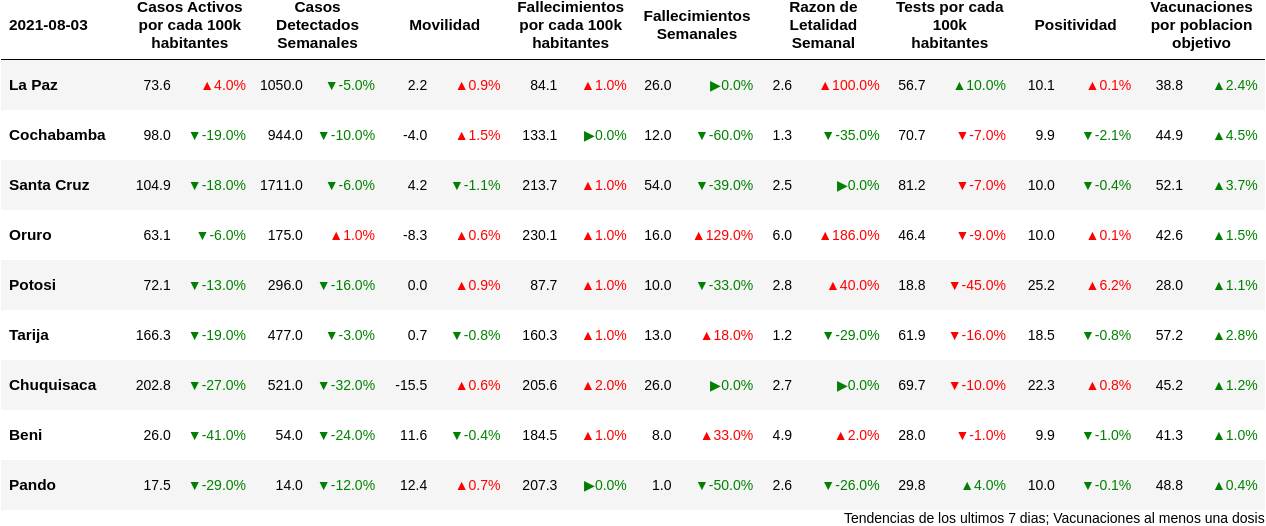 2021-08-03 Casos Activos por cada 100k habitantes Casos Detectados Semanales Movilidad Fallecimientos por cada 100k habitantes Fallecimientos Semanales Razon de Letalidad Semanal Tests por cada 100k habitantes Positividad Vacunaciones por poblacion objetivo
La Paz 73.6 ▲4.0% 1050.0 ▼-5.0% 2.2 ▲0.9% 84.1 ▲1.0% 26.0 ▶0.0% 2.6 ▲100.0% 56.7 ▲10.0% 10.1 ▲0.1% 38.8 ▲2.4%
Cochabamba 98.0 ▼-19.0% 944.0 ▼-10.0% -4.0 ▲1.5% 133.1 ▶0.0% 12.0 ▼-60.0% 1.3 ▼-35.0% 70.7 ▼-7.0% 9.9 ▼-2.1% 44.9 ▲4.5%
Santa Cruz 104.9 ▼-18.0% 1711.0 ▼-6.0% 4.2 ▼-1.1% 213.7 ▲1.0% 54.0 ▼-39.0% 2.5 ▶0.0% 81.2 ▼-7.0% 10.0 ▼-0.4% 52.1 ▲3.7%
Oruro 63.1 ▼-6.0% 175.0 ▲1.0% -8.3 ▲0.6% 230.1 ▲1.0% 16.0 ▲129.0% 6.0 ▲186.0% 46.4 ▼-9.0% 10.0 ▲0.1% 42.6 ▲1.5%
Potosi 72.1 ▼-13.0% 296.0 ▼-16.0% 0.0 ▲0.9% 87.7 ▲1.0% 10.0 ▼-33.0% 2.8 ▲40.0% 18.8 ▼-45.0% 25.2 ▲6.2% 28.0 ▲1.1%
Tarija 166.3 ▼-19.0% 477.0 ▼-3.0% 0.7 ▼-0.8% 160.3 ▲1.0% 13.0 ▲18.0% 1.2 ▼-29.0% 61.9 ▼-16.0% 18.5 ▼-0.8% 57.2 ▲2.8%
Chuquisaca 202.8 ▼-27.0% 521.0 ▼-32.0% -15.5 ▲0.6% 205.6 ▲2.0% 26.0 ▶0.0% 2.7 ▶0.0% 69.7 ▼-10.0% 22.3 ▲0.8% 45.2 ▲1.2%
Beni 26.0 ▼-41.0% 54.0 ▼-24.0% 11.6 ▼-0.4% 184.5 ▲1.0% 8.0 ▲33.0% 4.9 ▲2.0% 28.0 ▼-1.0% 9.9 ▼-1.0% 41.3 ▲1.0%
Pando 17.5 ▼-29.0% 14.0 ▼-12.0% 12.4 ▲0.7% 207.3 ▶0.0% 1.0 ▼-50.0% 2.6 ▼-26.0% 29.8 ▲4.0% 10.0 ▼-0.1% 48.8 ▲0.4%
Tendencias de los ultimos 7 dias; Vacunaciones al menos una dosis